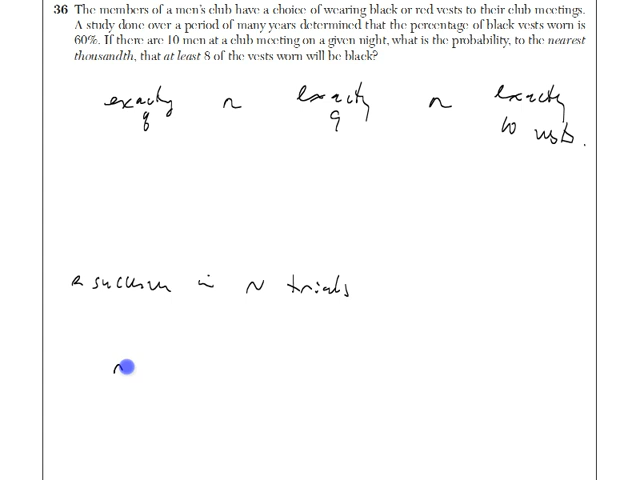 36 The members of a men's club have a choice of wearing black or red vests to their club meetings.
A study done over a period of many years determined that the percentage of black vests worn is
60%. If there are 10 men at a club meeting on a given night, what is the probability, to the nearest
thousandth, that at least 8 of the vests worn will be black?
exactly exactly exactly
8 9 10 vests.
success in N trials